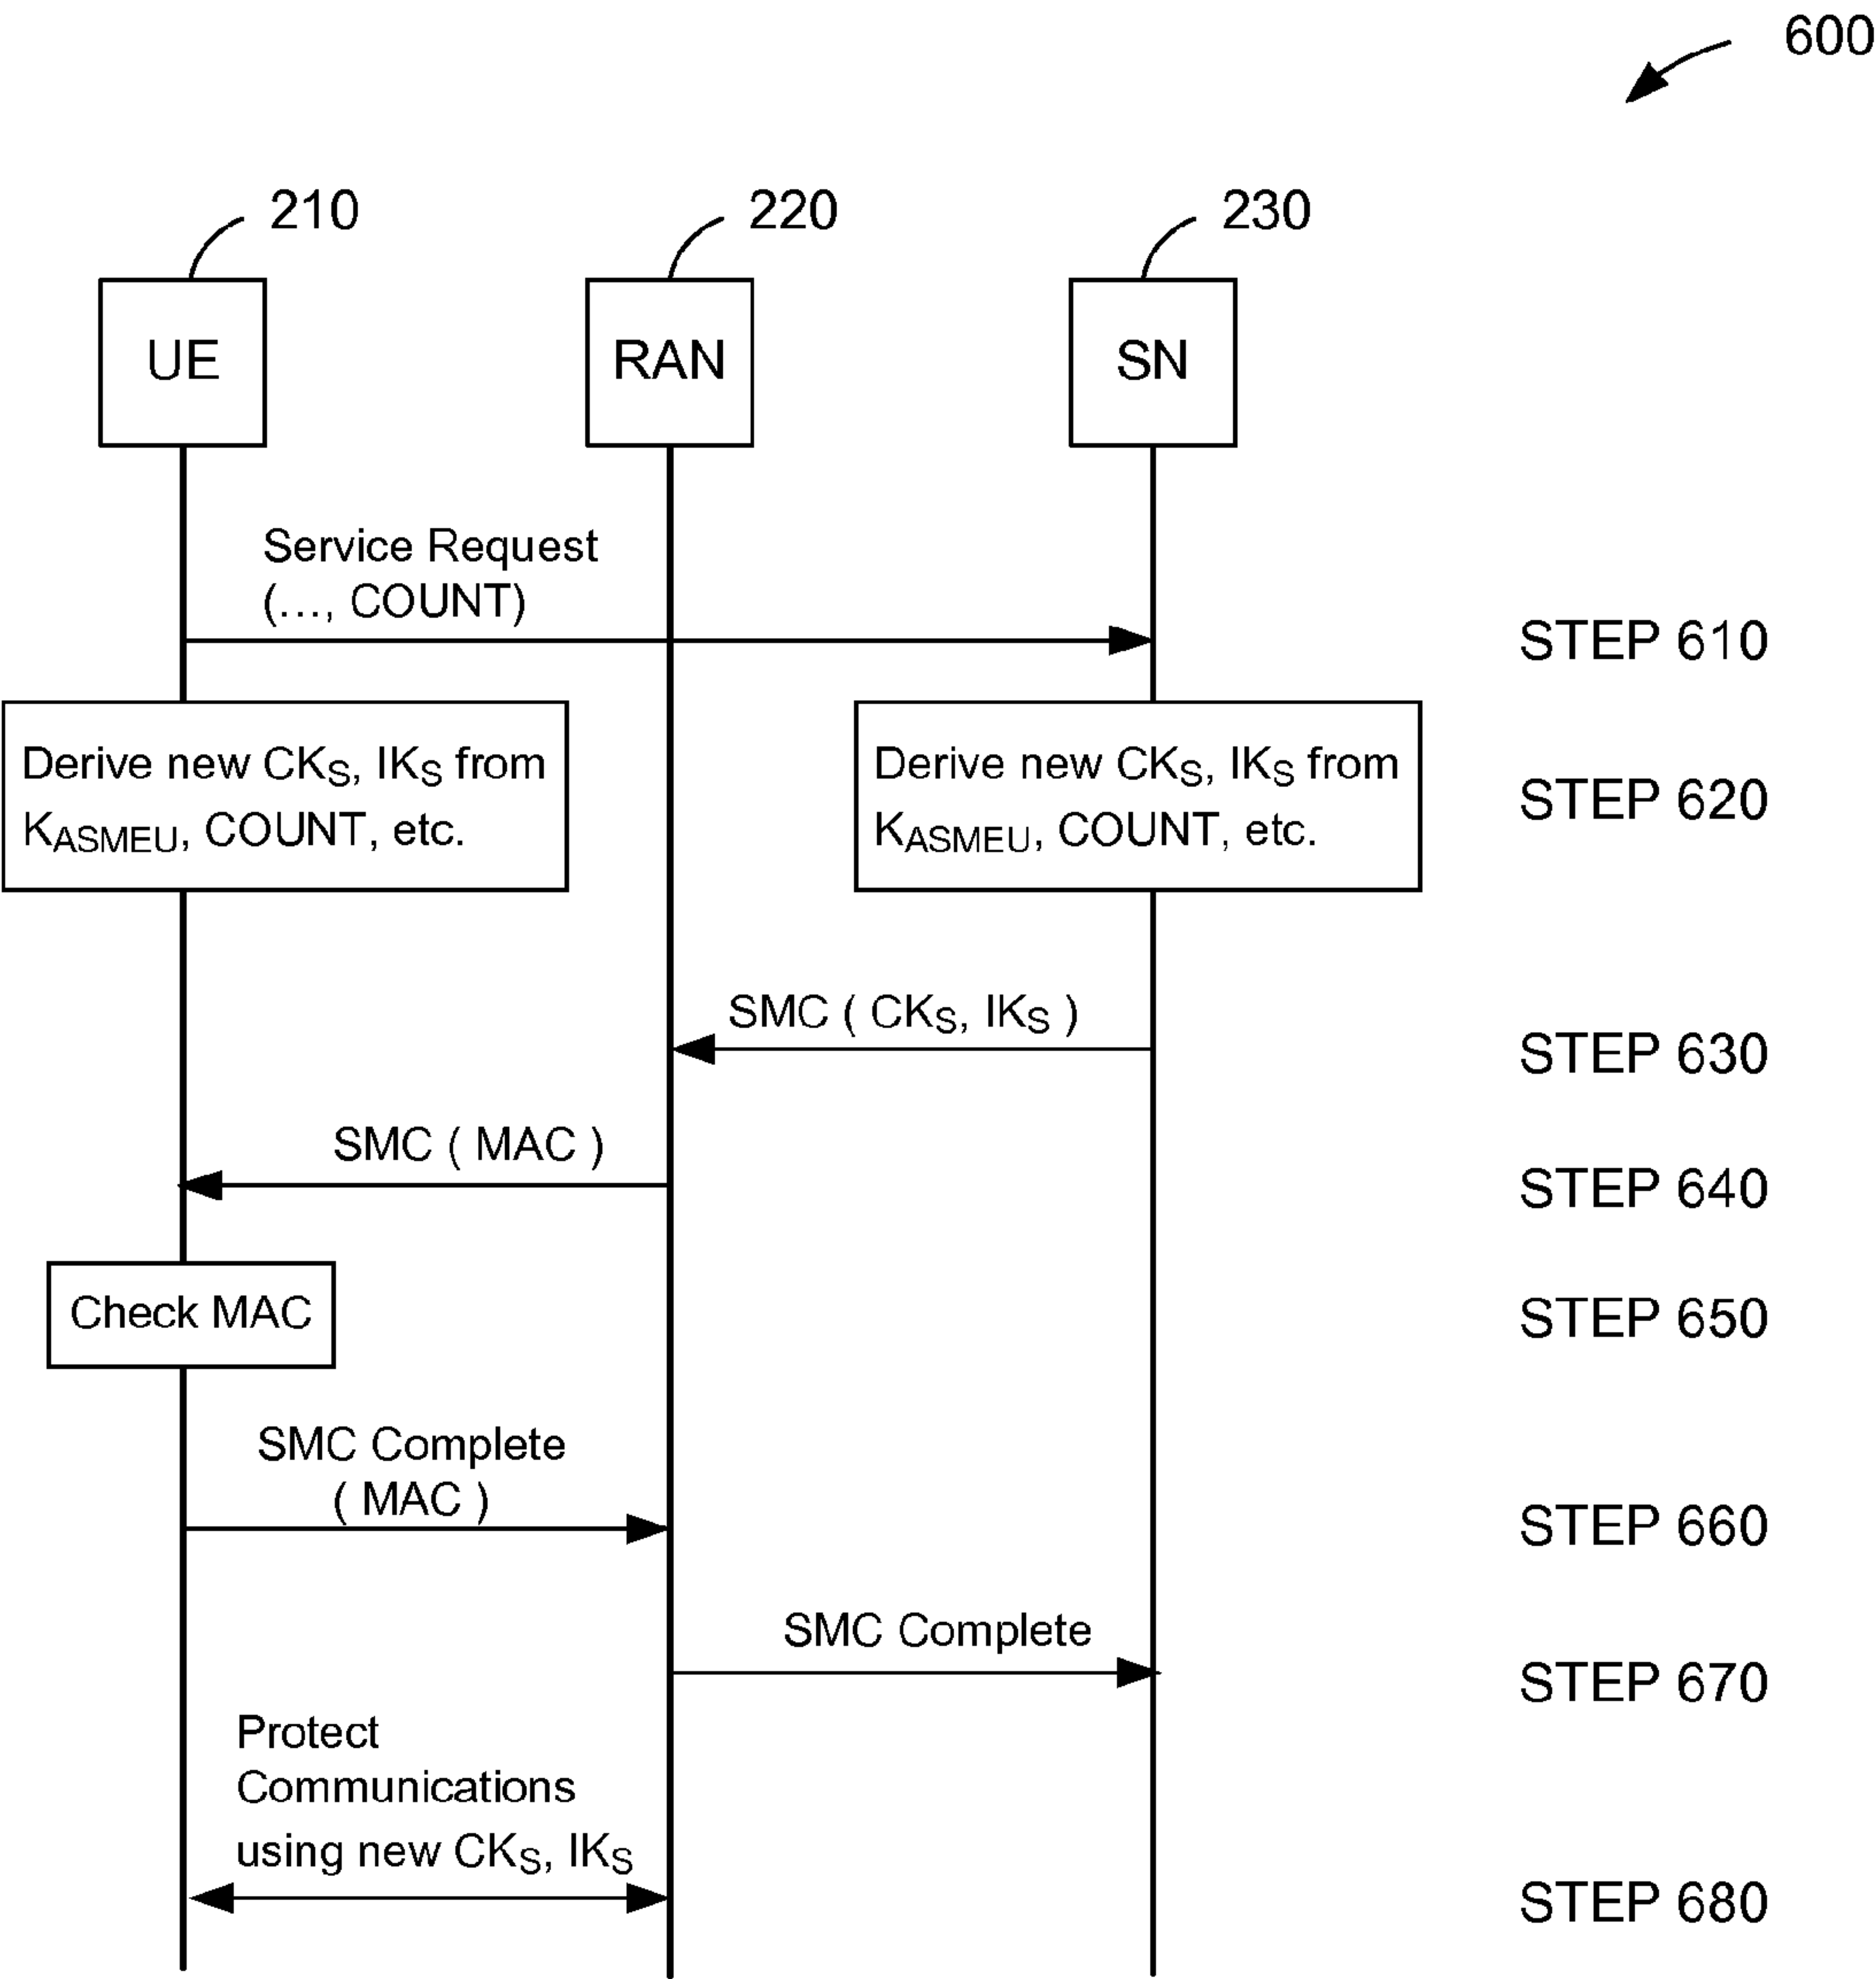 600
210
220
230
UE
RAN
SN
Service Request
(..., COUNT)
STEP 610
Derive new CKS, IKS from
KASMEU, COUNT, etc.
Derive new CKS, IKS from
KASMEU, COUNT, etc.
STEP 620
SMC ( CKS, IKS )
STEP 630
SMC ( MAC )
STEP 640
Check MAC
STEP 650
SMC Complete
( MAC )
STEP 660
SMC Complete
STEP 670
Protect
Communications
using new CKS, IKS
STEP 680